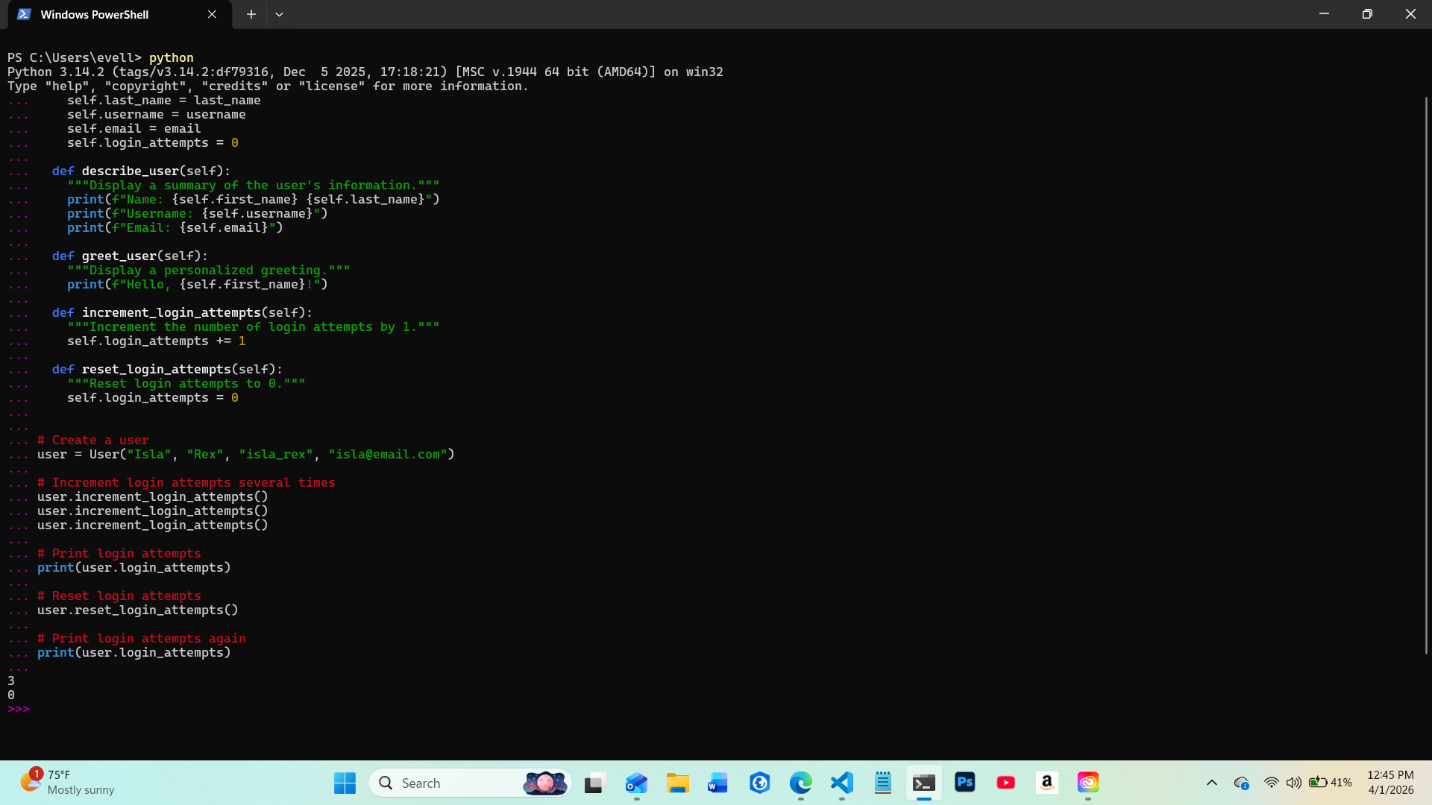 Windows PowerShell
PS C:\Users\evell> python
Python 3.14.2 (tags/v3.14.2:df79316, Dec  5 2025, 17:18:21) [MSC v.1944 64 bit (AMD64)] on win32
Type "help", "copyright", "credits" or "license" for more information.
...     self.last_name = last_name
...     self.username = username
...     self.email = email
...     self.login_attempts = 0
...
...   def describe_user(self):
...     """Display a summary of the user's information."""
...     print(f"Name: {self.first_name} {self.last_name}")
...     print(f"Username: {self.username}")
...     print(f"Email: {self.email}")
...
...   def greet_user(self):
...     """Display a personalized greeting."""
...     print(f"Hello, {self.first_name}!")
...
...   def increment_login_attempts(self):
...     """Increment the number of login attempts by 1."""
...     self.login_attempts += 1
...
...   def reset_login_attempts(self):
...     """Reset login attempts to 0."""
...     self.login_attempts = 0
...
...
... # Create a user
... user = User("Isla", "Rex", "isla_rex", "isla@email.com")
...
... # Increment login attempts several times
... user.increment_login_attempts()
... user.increment_login_attempts()
... user.increment_login_attempts()
...
... # Print login attempts
... print(user.login_attempts)
...
... # Reset login attempts
... user.reset_login_attempts()
...
... # Print login attempts again
... print(user.login_attempts)
...
3
0
>>>
1
75°F
Mostly sunny
Search
Ps
a
41%
12:45 PM
4/1/2026